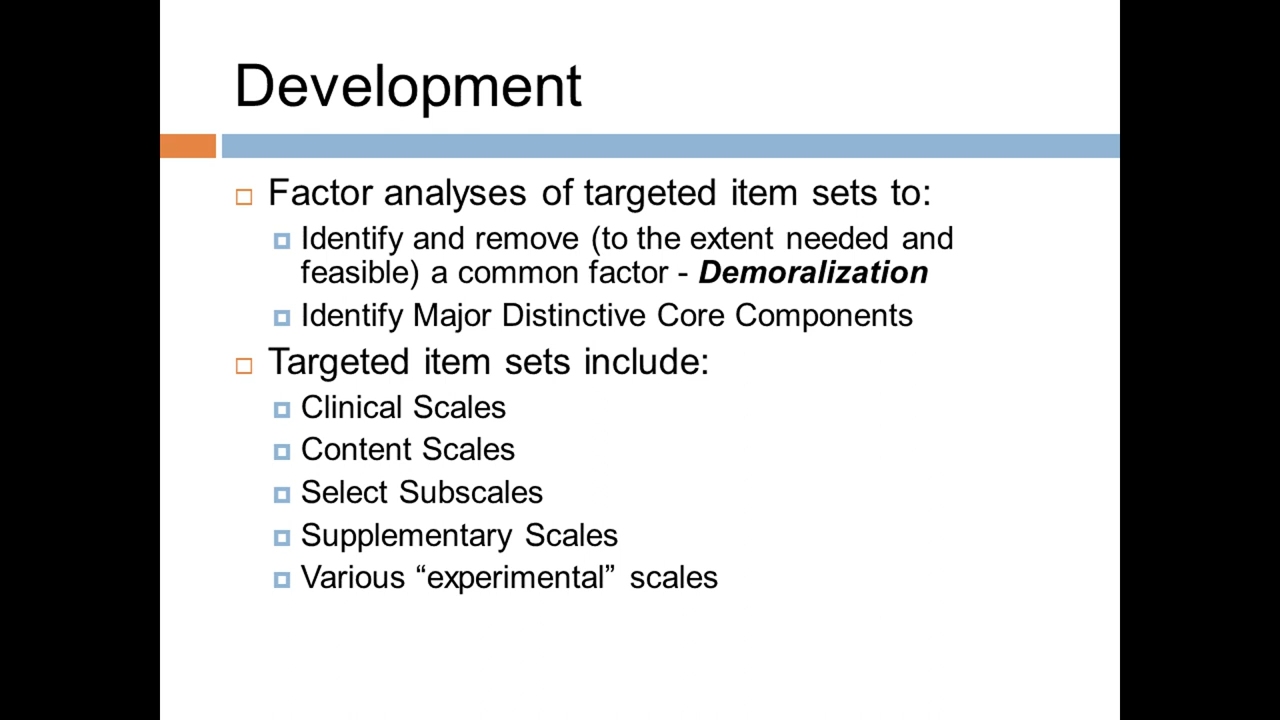 Development
Factor analyses of targeted item sets to:
Identify and remove (to the extent needed and
feasible) a common factor - Demoralization
Identify Major Distinctive Core Components
Targeted item sets include:
Clinical Scales
Content Scales
Select Subscales
Supplementary Scales
Various “experimental” scales